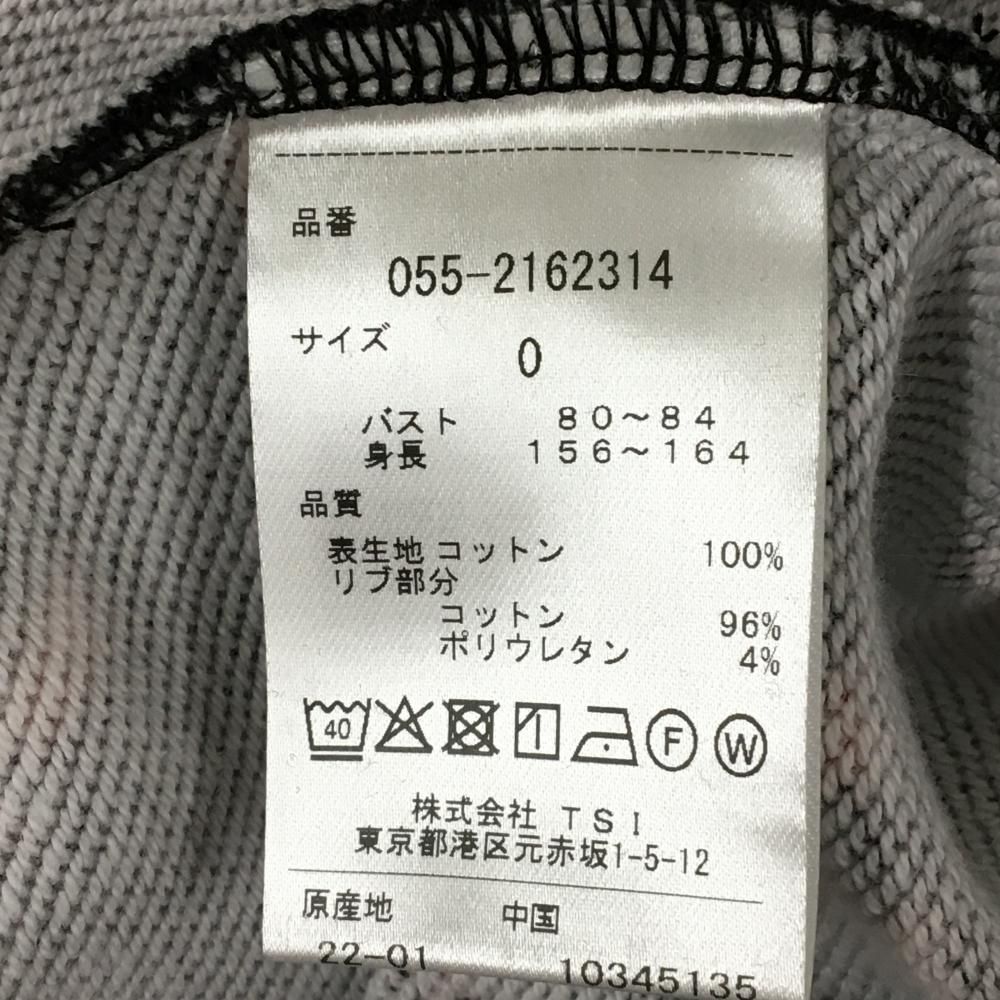 品番
055-2162314
サイズ 0
バスト 80～84
身長 156～164
品質
表生地 コットン 100%
リブ部分
コットン 96%
ポリウレタン 4%
40 F W
株式会社 TSI
東京都港区元赤坂1-5-12
原産地 中国
22-01 10345135